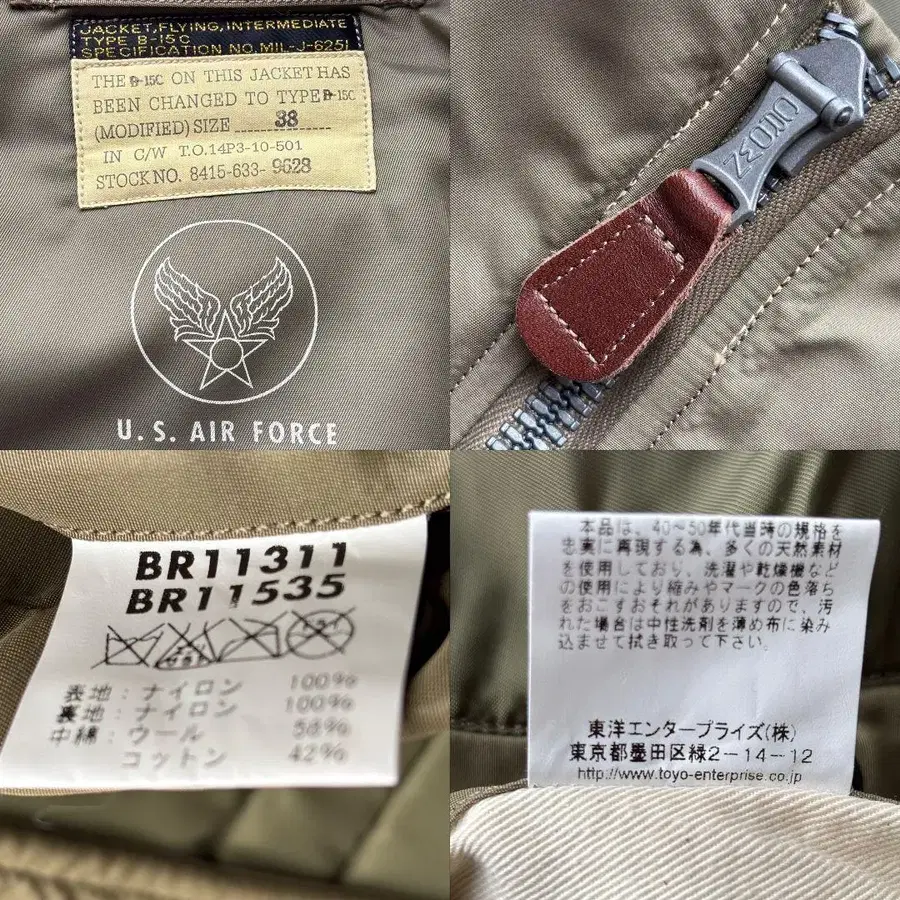 JACKET, FLYING, INTERMEDIATE
TYPE B-15C
SPECIFICATION NO. MIL-J-6251
THE B-15C ON THIS JACKET HAS
BEEN CHANGED TO TYPE B-15C
(MODIFIED) SIZE 38
IN C/W T.O.14P3-10-501
STOCK NO. 8415-633-9628
U.S. AIR FORCE
BR11311
BR11535
表地:ナイロン 100%
裏地:ナイロン 100%
中綿:ウール 58%
コットン 42%
本品は、40~50年代当時の規格を
忠実に再現する為、多くの天然素材
を使用しており、洗濯や乾燥機など
の使用により縮みやマークの色落ち
をおこすおそれがありますので、汚
れた場合は中性洗剤を薄め布に染み
込ませて拭き取って下さい。
東洋エンタープライズ(株)
東京都墨田区緑2-14-12
http://www.toyo-enterprise.co.jp